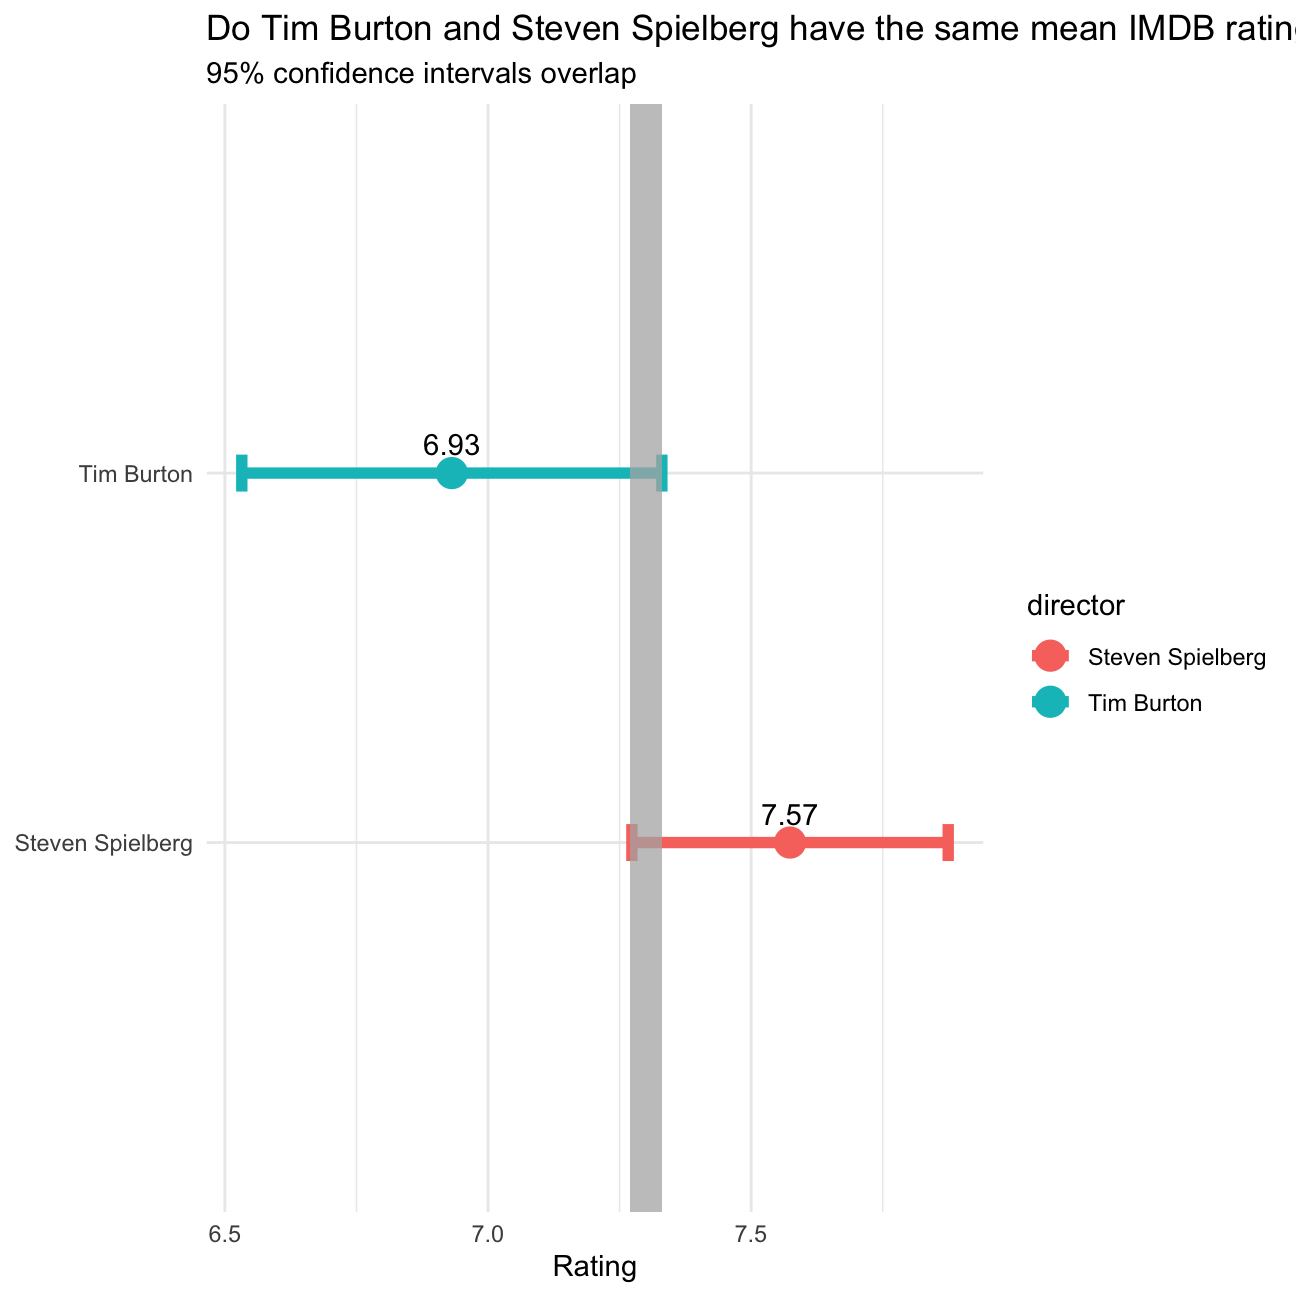 Do Tim Burton and Steven Spielberg have the same mean IMDB rating
95% confidence intervals overlap
6.93
Tim Burton
director
Steven Spielberg
Tim Burton
7.57
Steven Spielberg
6.5
7.0
7.5
Rating